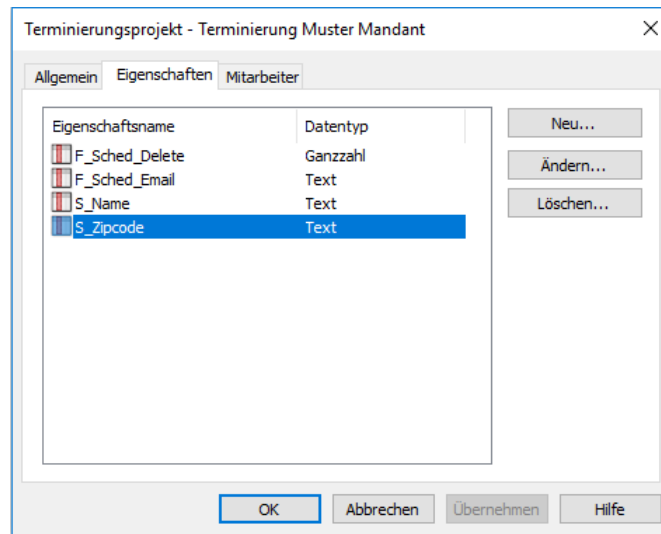 Terminierungsprojekt - Terminierung Muster Mandant
Allgemein Eigenschaften Mitarbeiter
Eigenschaftsname Datentyp Neu...
F_Sched_Delete Ganzzahl
F_Sched_Email Text Ändern...
S_Name Text Löschen...
S_Zipcode Text
OK Abbrechen Übernehmen Hilfe